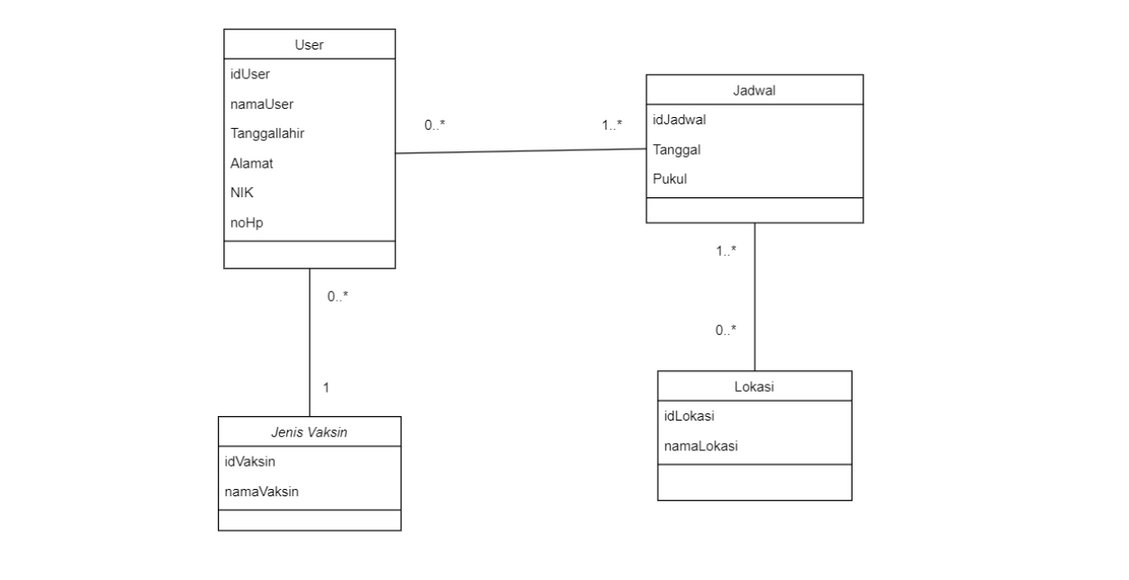 User
idUser
namaUser
Tanggallahir
Alamat
NIK
noHp
0..*
1..*
Jadwal
idJadwal
Tanggal
Pukul
0..*
1
1..*
0..*
Jenis Vaksin
idVaksin
namaVaksin
Lokasi
idLokasi
namaLokasi